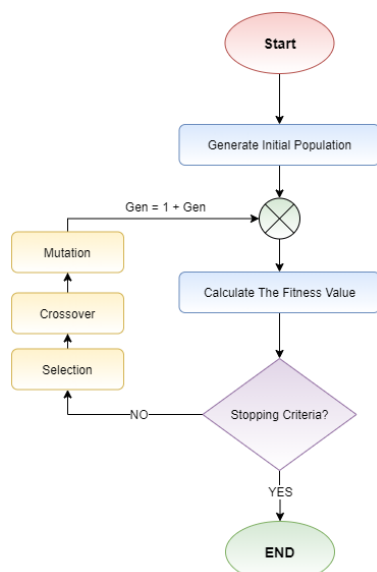 Start
Generate Initial Population
Gen = 1 + Gen
Mutation
Calculate The Fitness Value
Crossover
Selection
Stopping Criteria?
NO
YES
END